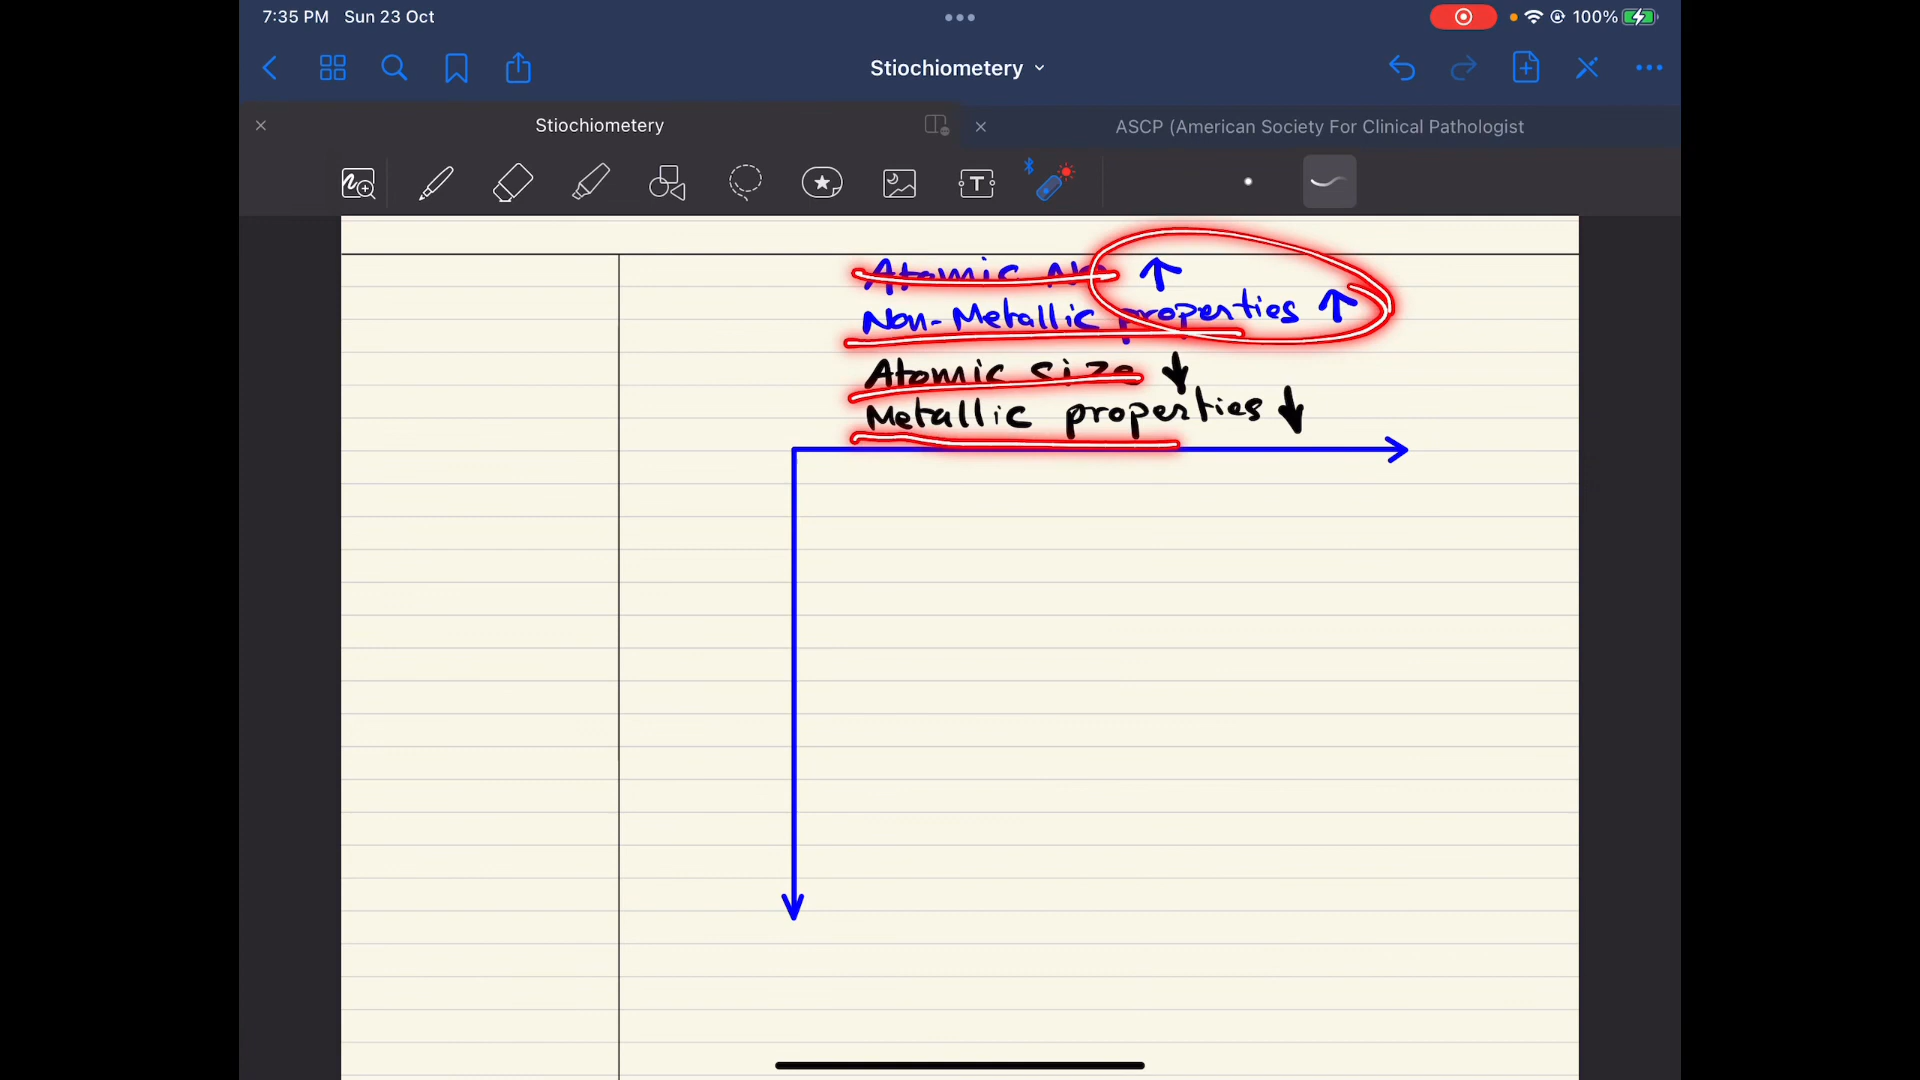 7:35 PM Sun 23 Oct
100%
Stiochiometery
Stiochiometery
ASCP (American Society For Clinical Pathologist
T
Atomic No ↑
Non-Metallic properties ↑
Atomic size ↓
Metallic properties ↓